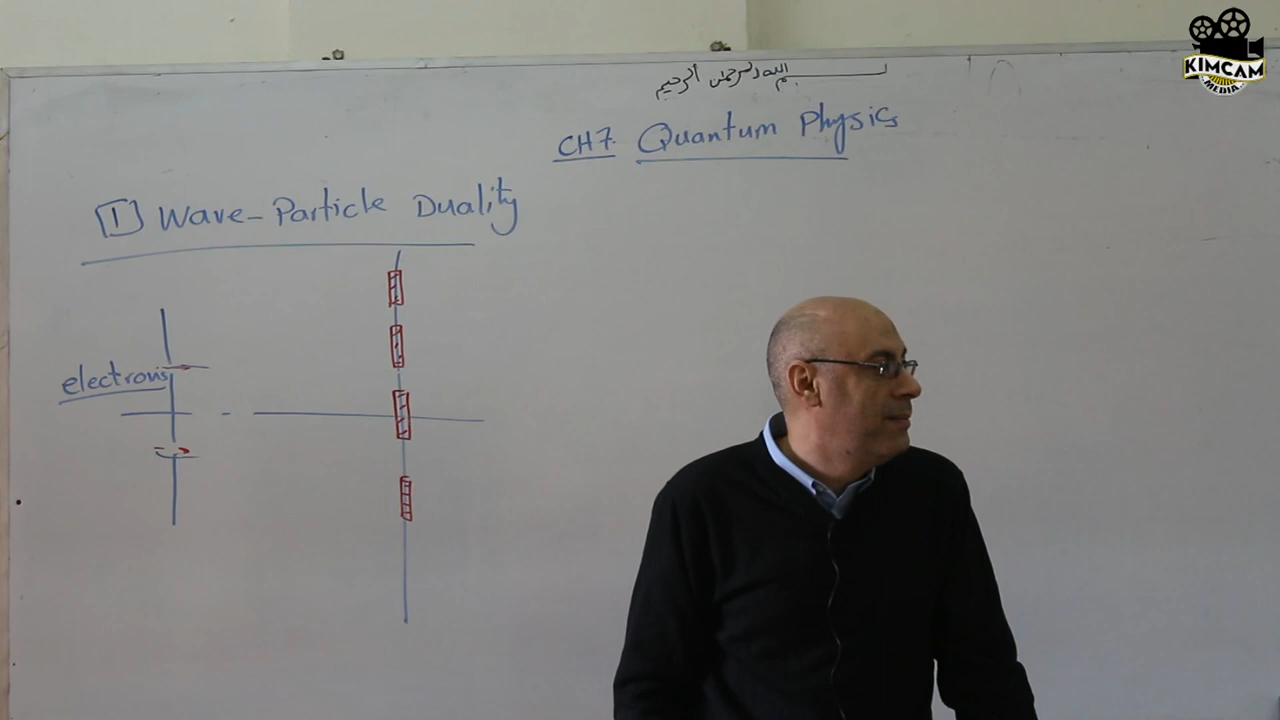 بسم الله الرحمن الرحيم
CH7. Quantum Physics
1 Wave-Particle Duality
electrons
KIMCAM
MEDIA